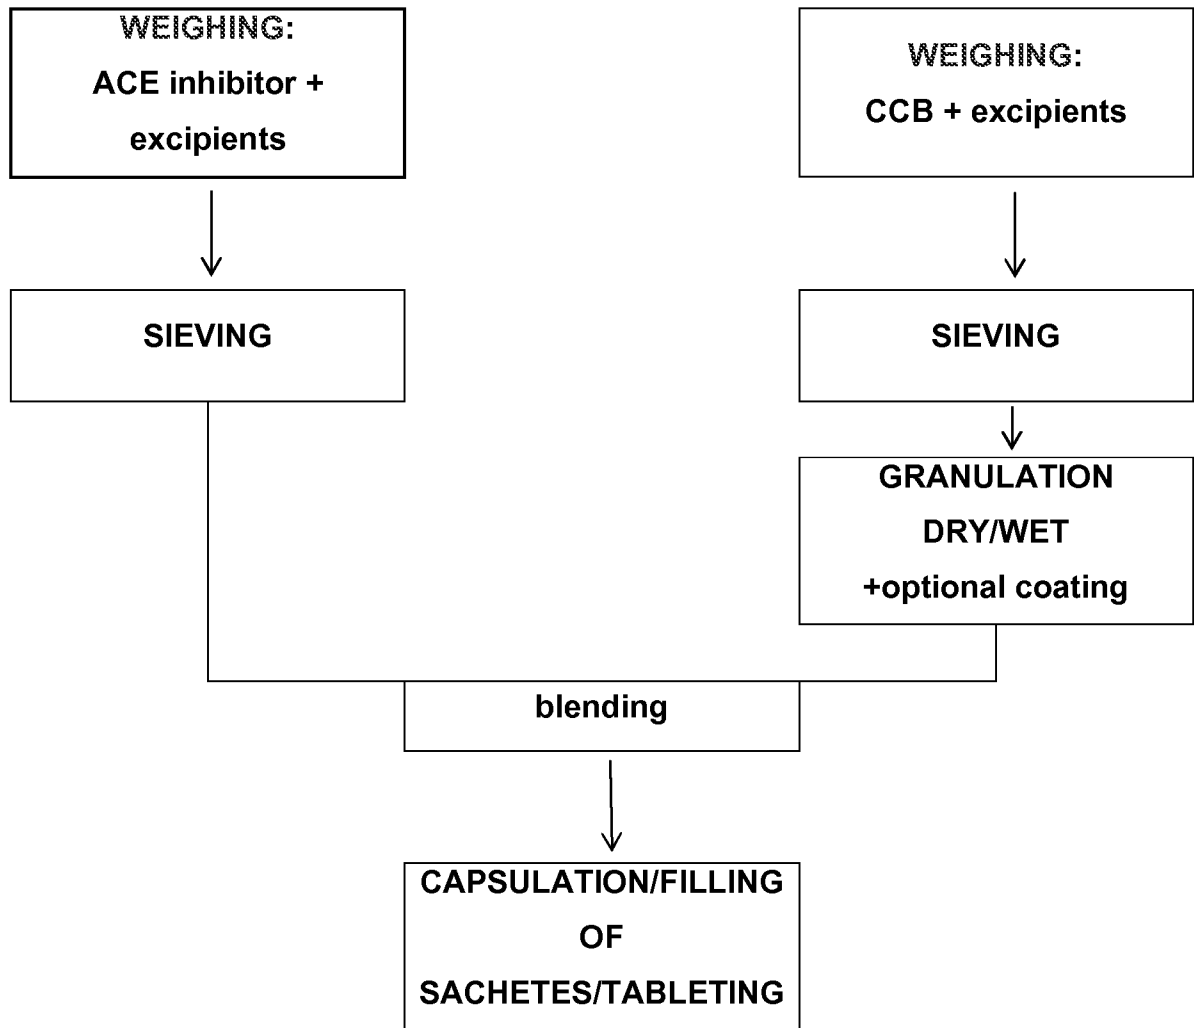 WEIGHING:
ACE inhibitor +
excipients
WEIGHING:
CCB + excipients
SIEVING
SIEVING
GRANULATION
DRY/WET
+optional coating
blending
CAPSULATION/FILLING
OF
SACHETES/TABLETING